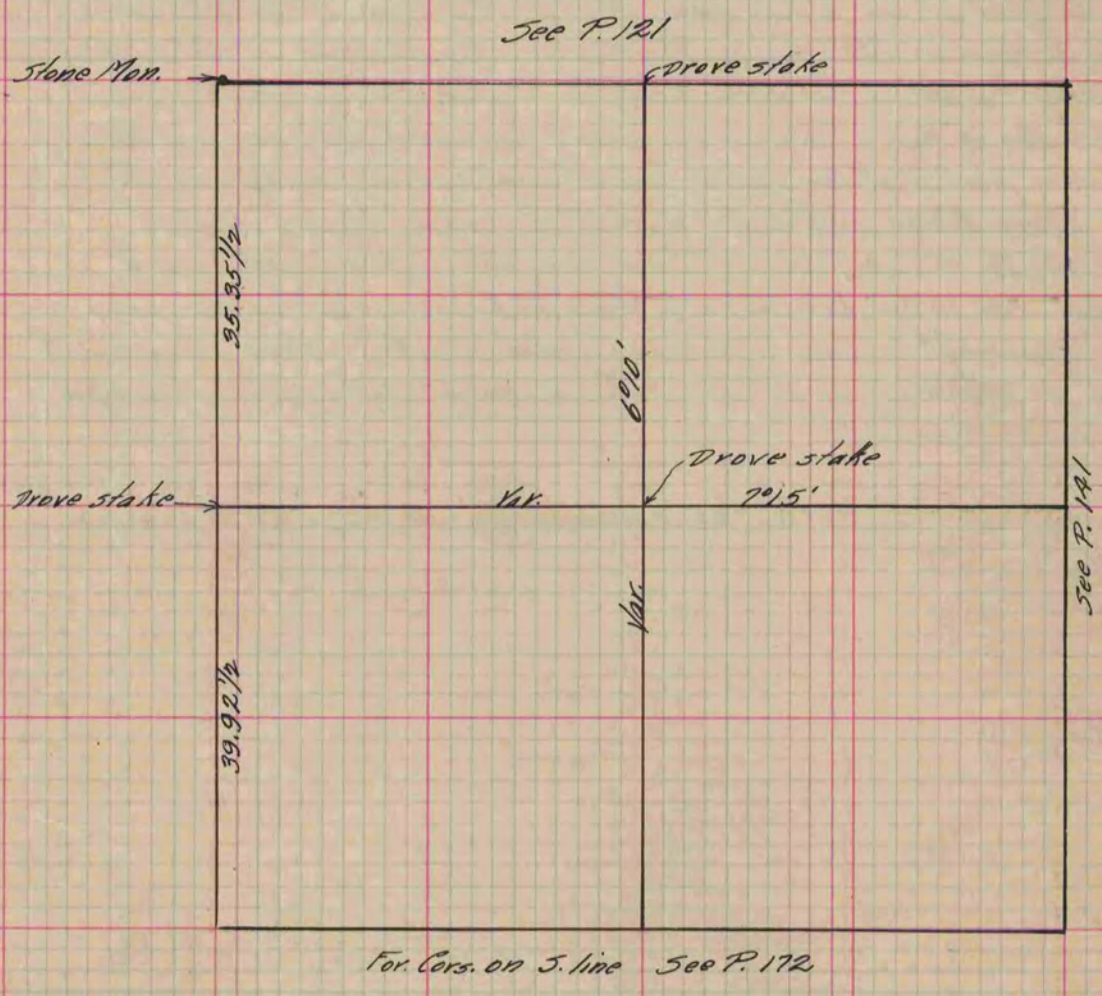 See P. 121
Stone Mon.
Drove stake
35.35 1/2
6°10'
Drove stake
Drove stake
Var.
7°15'
See P. 141
Var.
39.92 1/2
For Cors. on S. line See P. 172